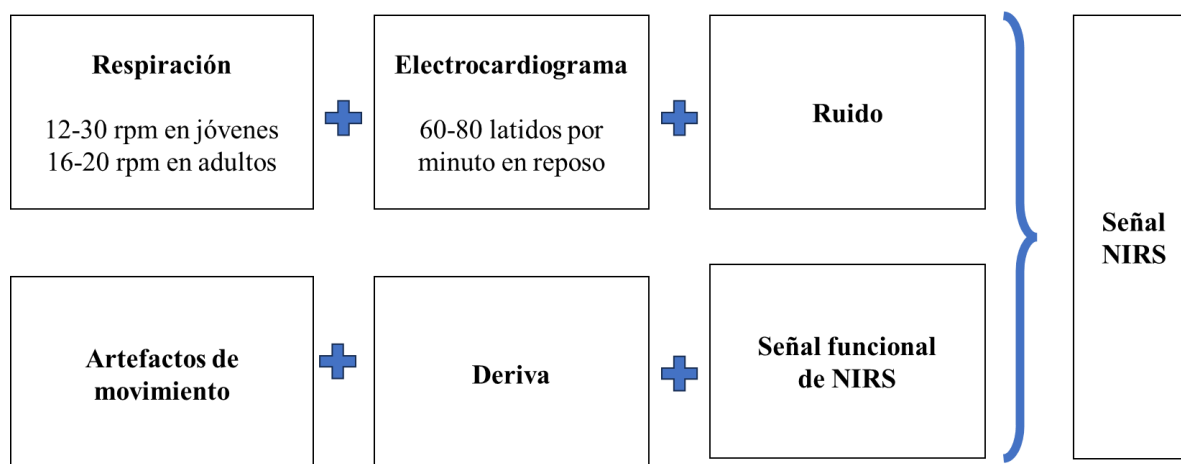 Respiración
12-30 rpm en jóvenes
16-20 rpm en adultos
Electrocardiograma
60-80 latidos por
minuto en reposo
Ruido
Artefactos de
movimiento
Deriva
Señal funcional
de NIRS
Señal
NIRS